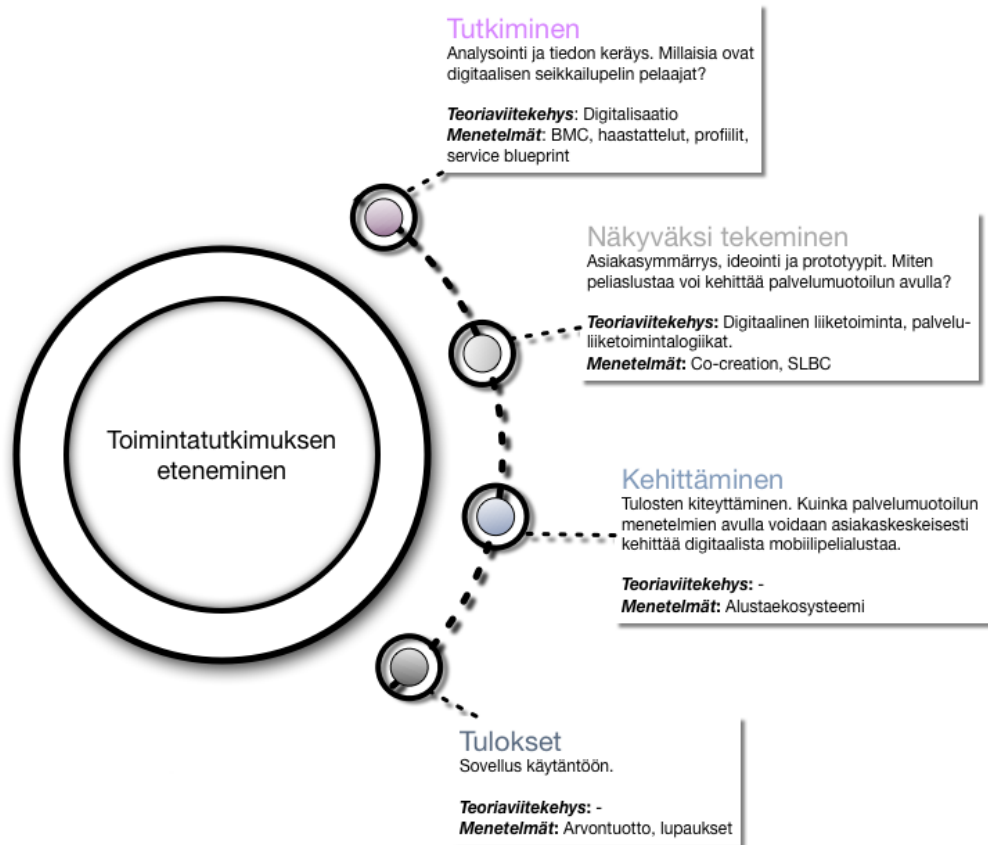 Tutkiminen
Analysointi ja tiedon keräys. Millaisia ovat
digitaalisen seikkailupelin pelaajat?
Teoriaviitekehys: Digitalisaatio
Menetelmät: BMC, haastattelut, profiilit,
service blueprint
Näkyväksi tekeminen
Asiakasymmärrys, ideointi ja prototyypit. Miten
peliaslustaa voi kehittää palvelumuotoilun avulla?
Teoriaviitekehys: Digitaalinen liiketoiminta, palvelu-
liiketoimintalogiikat.
Menetelmät: Co-creation, SLBC
Toimintatutkimuksen
eteneminen
Kehittäminen
Tulosten kiteyttäminen. Kuinka palvelumuotoilun
menetelmien avulla voidaan asiakaskeskeisesti
kehittää digitaalista mobiilipelialustaa.
Teoriaviitekehys: -
Menetelmät: Alustaekosysteemi
Tulokset
Sovellus käytäntöön.
Teoriaviitekehys: -
Menetelmät: Arvontuotto, lupaukset